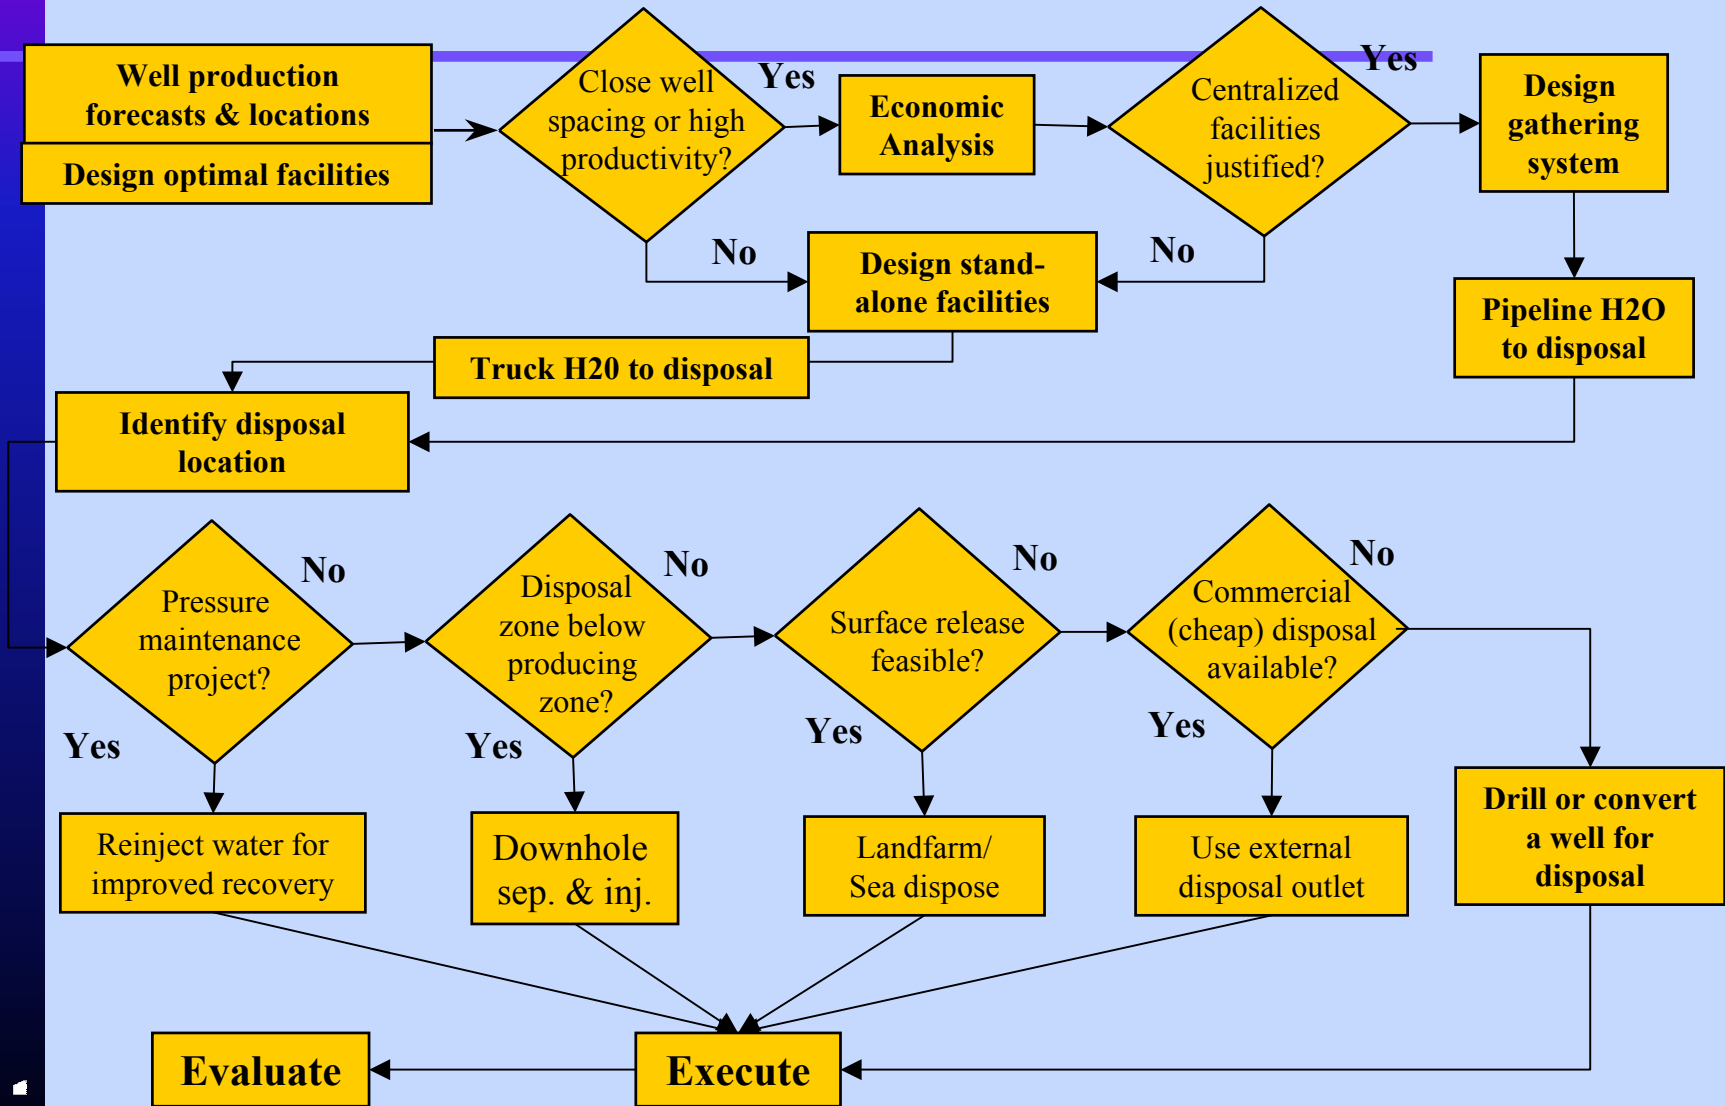 Well production
forecasts & locations
Design optimal facilities
Close well
spacing or high
productivity?
Yes
Economic
Analysis
Centralized
facilities
justified?
Yes
Design
gathering
system
No
Design stand-
alone facilities
No
Pipeline H2O
to disposal
Truck H20 to disposal
Identify disposal
location
Pressure
maintenance
project?
No
Disposal
zone below
producing
zone?
No
Surface release
feasible?
No
Commercial
(cheap) disposal
available?
No
Yes
Yes
Yes
Yes
Reinject water for
improved recovery
Downhole
sep. & inj.
Landfarm/
Sea dispose
Use external
disposal outlet
Drill or convert
a well for
disposal
Evaluate
Execute